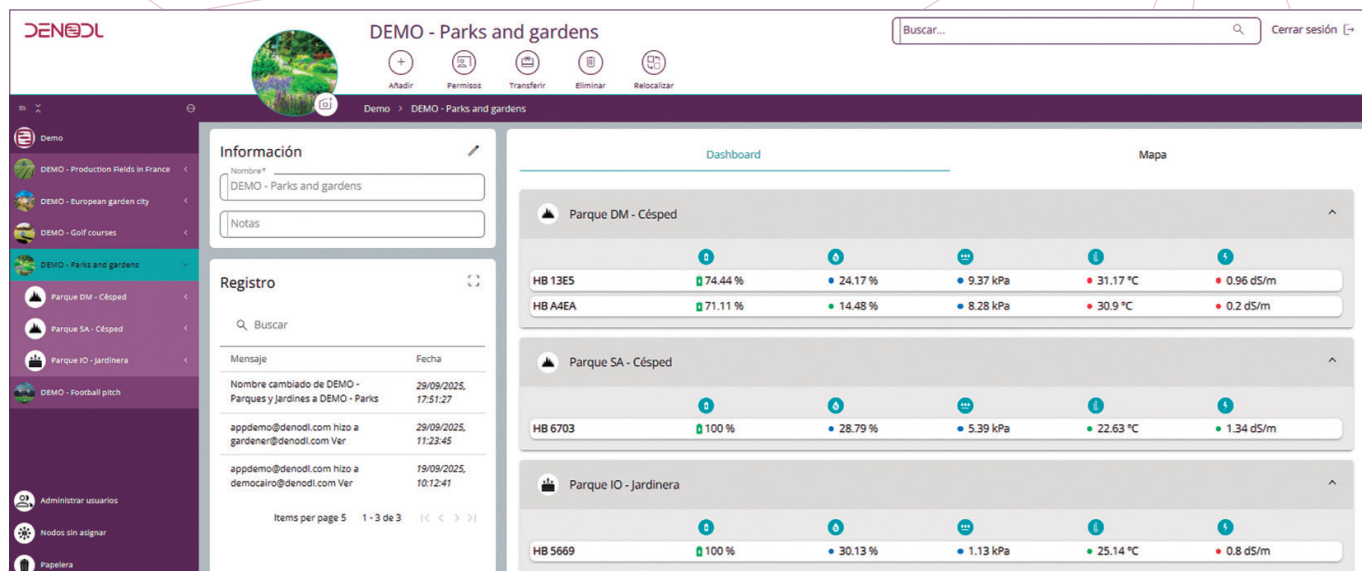 DENODL
DEMO - Parks and gardens
Buscar...
Cerrar sesión
Añadir
Permisos
Transferir
Eliminar
Relocalizar
Demo > DEMO - Parks and gardens
Demo
DEMO - Production Fields in France
DEMO - European garden city
DEMO - Golf courses
DEMO - Parks and gardens
Parque DM - Césped
Parque SA - Césped
Parque IO - Jardinera
DEMO - Football pitch
Administrar usuarios
Nodos sin asignar
Papelera
Información
Nombre*
DEMO - Parks and gardens
Notas
Registro
Buscar
Mensaje Fecha
Nombre cambiado de DEMO - 29/09/2025,
Parques y Jardines a DEMO - Parks 17:51:27
appdemo@denodl.com hizo a 29/09/2025,
gardener@denodl.com Ver 11:23:45
appdemo@denodl.com hizo a 19/09/2025,
democairo@denodl.com Ver 10:12:41
Items per page 5 1 - 3 de 3
Dashboard Mapa
Parque DM - Césped
HB 13E5 74.44 % 24.17 % 9.37 kPa 31.17 ºC 0.96 dS/m
HB A4EA 71.11 % 14.48 % 8.28 kPa 30.9 ºC 0.2 dS/m
Parque SA - Césped
HB 6703 100 % 28.79 % 5.39 kPa 22.63 ºC 1.34 dS/m
Parque IO - Jardinera
HB 5669 100 % 30.13 % 1.13 kPa 25.14 ºC 0.8 dS/m